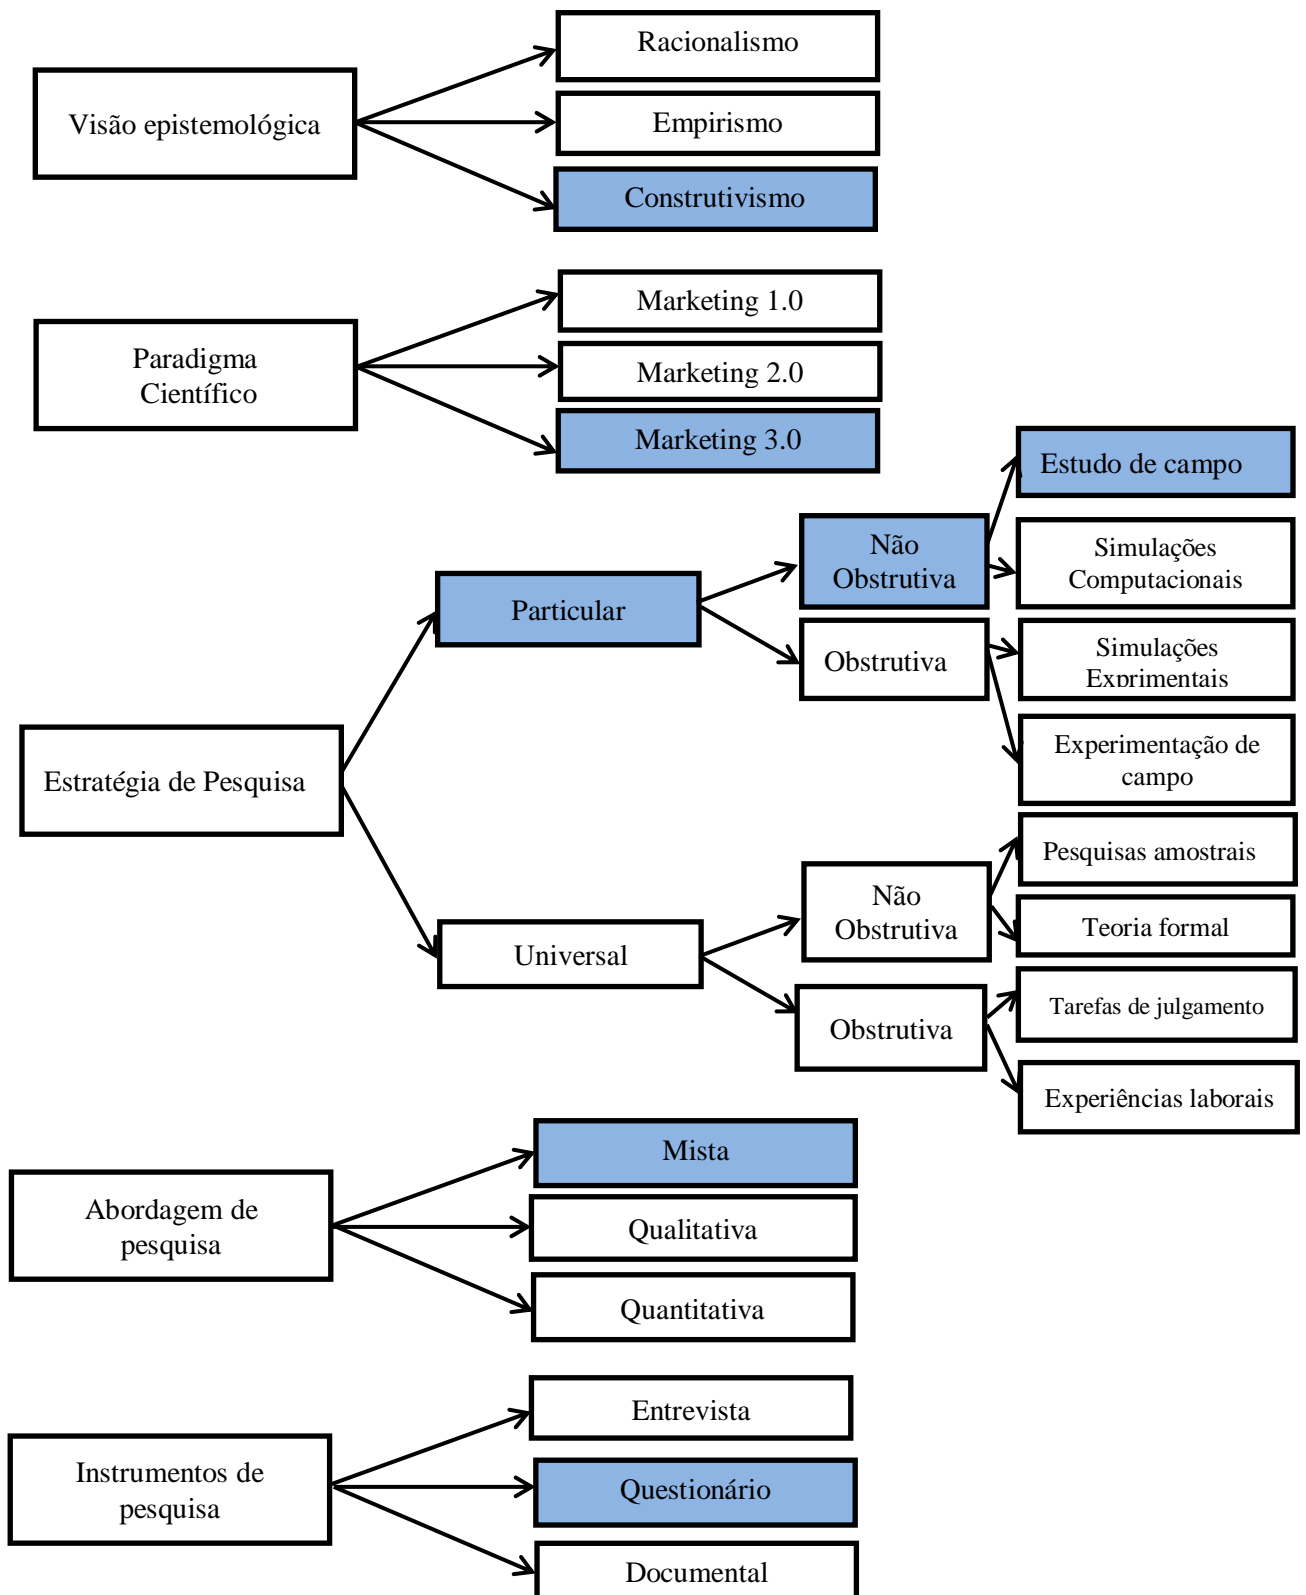 Visão epistemológica
Racionalismo
Empirismo
Construtivismo
Paradigma
Científico
Marketing 1.0
Marketing 2.0
Marketing 3.0
Estratégia de Pesquisa
Particular
Não
Obstrutiva
Estudo de campo
Simulações
Computacionais
Obstrutiva
Simulações
Exprimentais
Experimentação de
campo
Universal
Não
Obstrutiva
Pesquisas amostrais
Teoria formal
Obstrutiva
Tarefas de julgamento
Experiências laborais
Abordagem de
pesquisa
Mista
Qualitativa
Quantitativa
Instrumentos de
pesquisa
Entrevista
Questionário
Documental